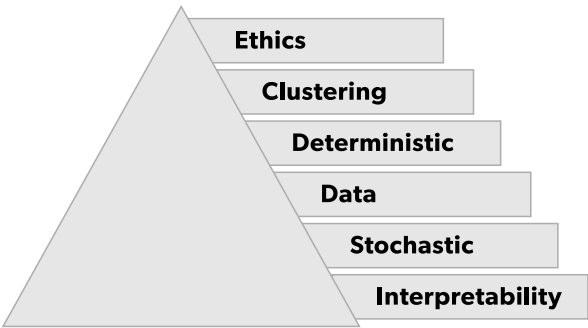 Ethics
Clustering
Deterministic
Data
Stochastic
Interpretability